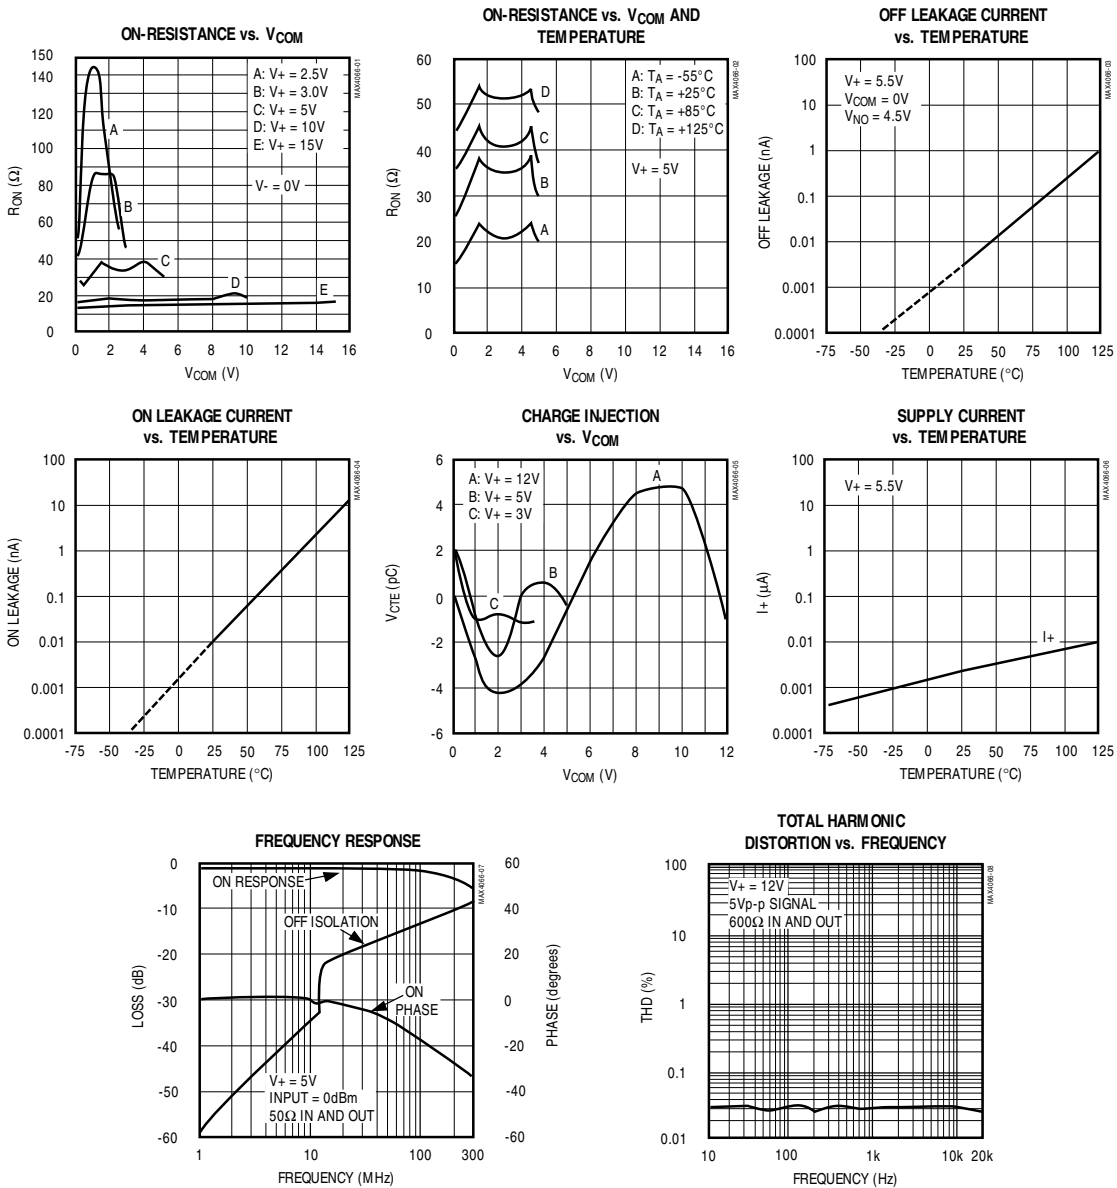 ON-RESISTANCE vs. VCOM
150
140
120
100
80
60
40
20
0
RON (Ω)
A: V+ = 2.5V
B: V+ = 3.0V
C: V+ = 5V
D: V+ = 10V
E: V+ = 15V
V- = 0V
A
B
C
D
E
MAX4066-01
0 2 4 6 8 10 12 14 16
VCOM (V)
ON-RESISTANCE vs. VCOM AND
TEMPERATURE
60
50
40
30
20
10
0
RON (Ω)
A: TA = -55°C
B: TA = +25°C
C: TA = +85°C
D: TA = +125°C
V+ = 5V
D
C
B
A
MAX4066-02
0 2 4 6 8 10 12 14 16
VCOM (V)
OFF LEAKAGE CURRENT
vs. TEMPERATURE
100
10
1
0.1
0.01
0.001
0.0001
OFF LEAKAGE (nA)
V+ = 5.5V
VCOM = 0V
VNO = 4.5V
MAX4066-03
-75 -50 -25 0 25 50 75 100 125
TEMPERATURE (°C)
ON LEAKAGE CURRENT
vs. TEMPERATURE
100
10
1
0.1
0.01
0.001
0.0001
ON LEAKAGE (nA)
MAX4066-04
-75 -50 -25 0 25 50 75 100 125
TEMPERATURE (°C)
CHARGE INJECTION
vs. VCOM
6
4
2
0
-2
-4
-6
VCTE (pC)
A: V+ = 12V
B: V+ = 5V
C: V+ = 3V
A
B
C
MAX4066-05
0 2 4 6 8 10 12
VCOM (V)
SUPPLY CURRENT
vs. TEMPERATURE
100
10
1
0.1
0.01
0.001
0.0001
I+ (μA)
V+ = 5.5V
I+
MAX4066-06
-75 -50 -25 0 25 50 75 100 125
TEMPERATURE (°C)
FREQUENCY RESPONSE
0
-10
-20
-30
-40
-50
-60
LOSS (dB)
ON RESPONSE
OFF ISOLATION
ON
PHASE
V+ = 5V
INPUT = 0dBm
50Ω IN AND OUT
60
40
20
0
-20
-40
-60
PHASE (degrees)
MAX4066-07
1 10 100 300
FREQUENCY (MHz)
TOTAL HARMONIC
DISTORTION vs. FREQUENCY
100
10
1
0.1
0.01
THD (%)
V+ = 12V
5Vp-p SIGNAL
600Ω IN AND OUT
MAX4066-08
10 100 1k 10k 20k
FREQUENCY (Hz)